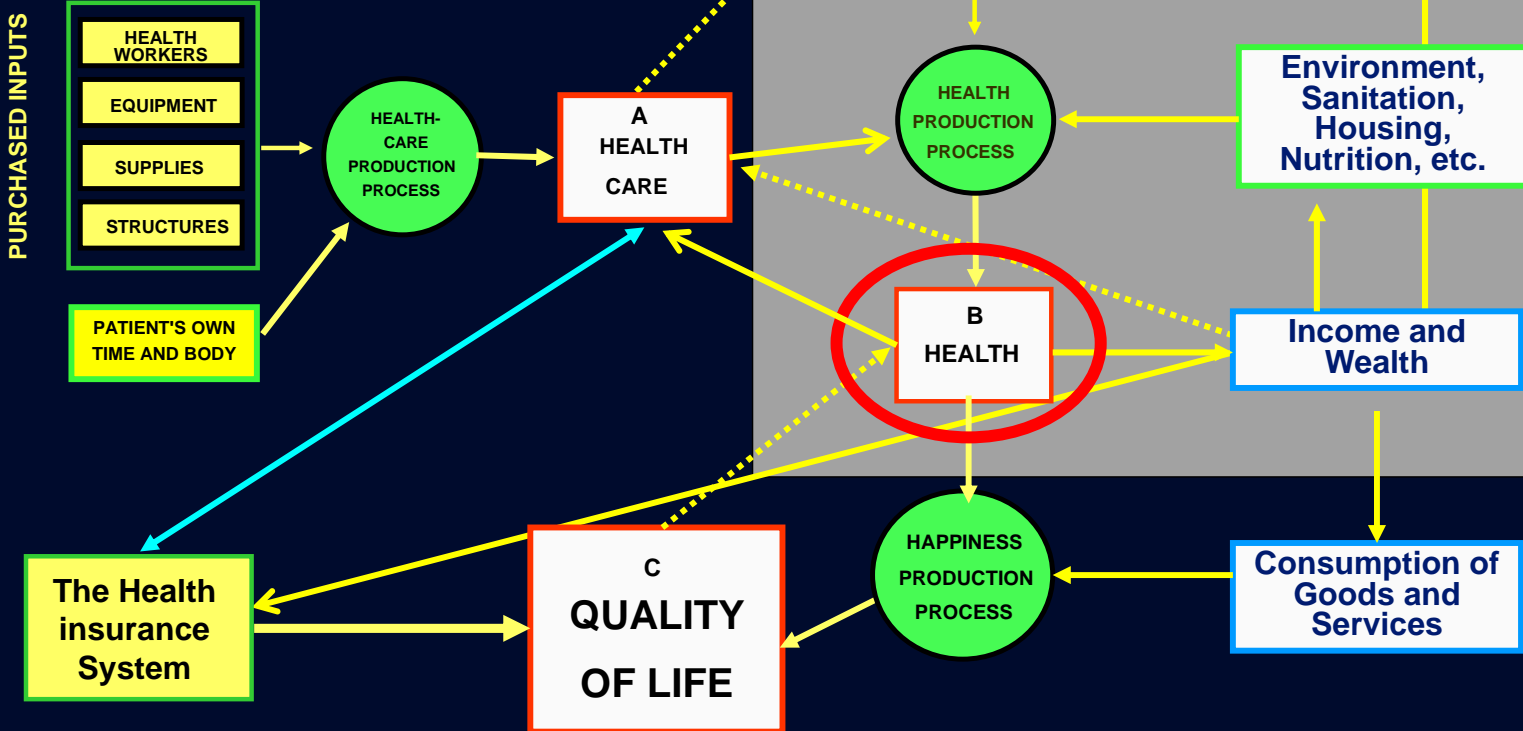 PURCHASED INPUTS
HEALTH
WORKERS
EQUIPMENT
SUPPLIES
STRUCTURES
PATIENT'S OWN
TIME AND BODY
HEALTH-
CARE
PRODUCTION
PROCESS
A
HEALTH
CARE
HEALTH
PRODUCTION
PROCESS
Environment,
Sanitation,
Housing,
Nutrition, etc.
B
HEALTH
Income and
Wealth
The Health
insurance
System
C
QUALITY
OF LIFE
HAPPINESS
PRODUCTION
PROCESS
Consumption of
Goods and
Services